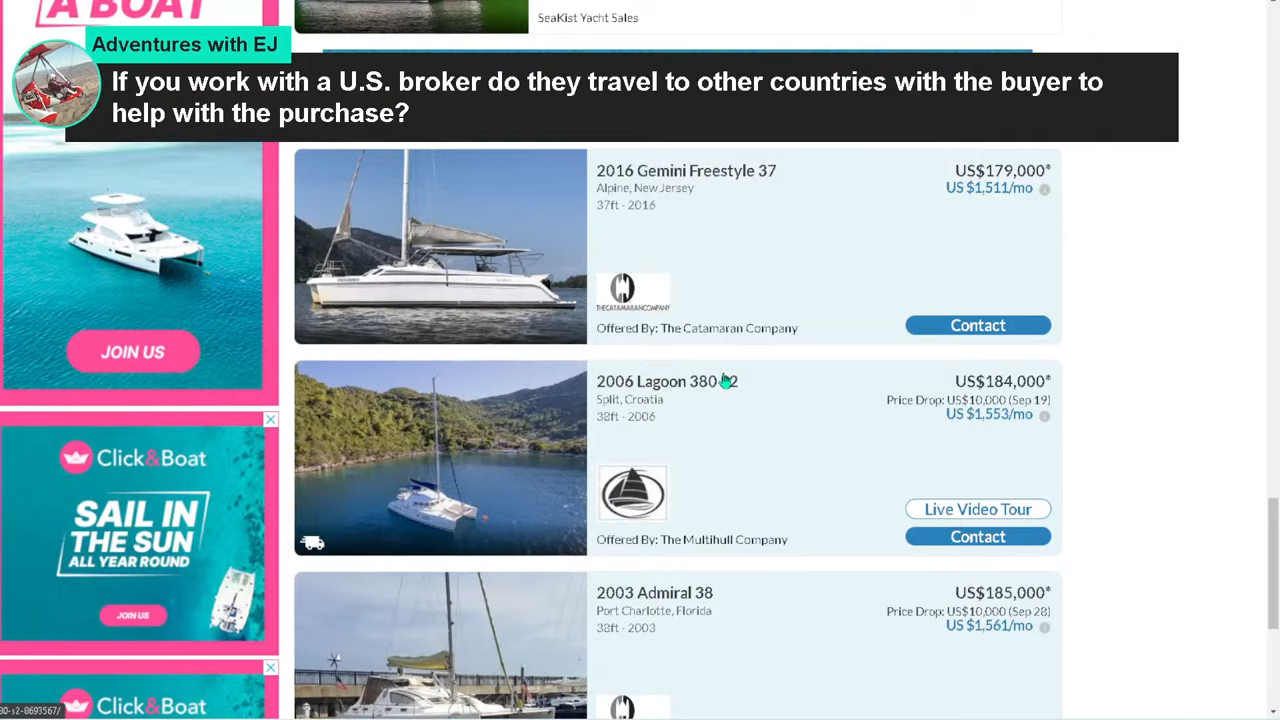 A BOAT
SeaKist Yacht Sales
Adventures with EJ
If you work with a U.S. broker do they travel to other countries with the buyer to
help with the purchase?
JOIN US
Click&Boat
SAIL IN
THE SUN
ALL YEAR ROUND
JOIN US
Click&Boat
2016 Gemini Freestyle 37
US$179,000*
Alpine, New Jersey
US $1,511/mo
37ft - 2016
THECATAMARANCOMPANY
Offered By: The Catamaran Company
Contact
2006 Lagoon 380
US$184,000*
Split, Croatia
Price Drop: US$10,000 (Sep 19)
38ft - 2006
US $1,553/mo
Live Video Tour
Offered By: The Multihull Company
Contact
2003 Admiral 38
US$185,000*
Port Charlotte, Florida
Price Drop: US$10,000 (Sep 28)
38ft - 2003
US $1,561/mo
80-s2-8693567/